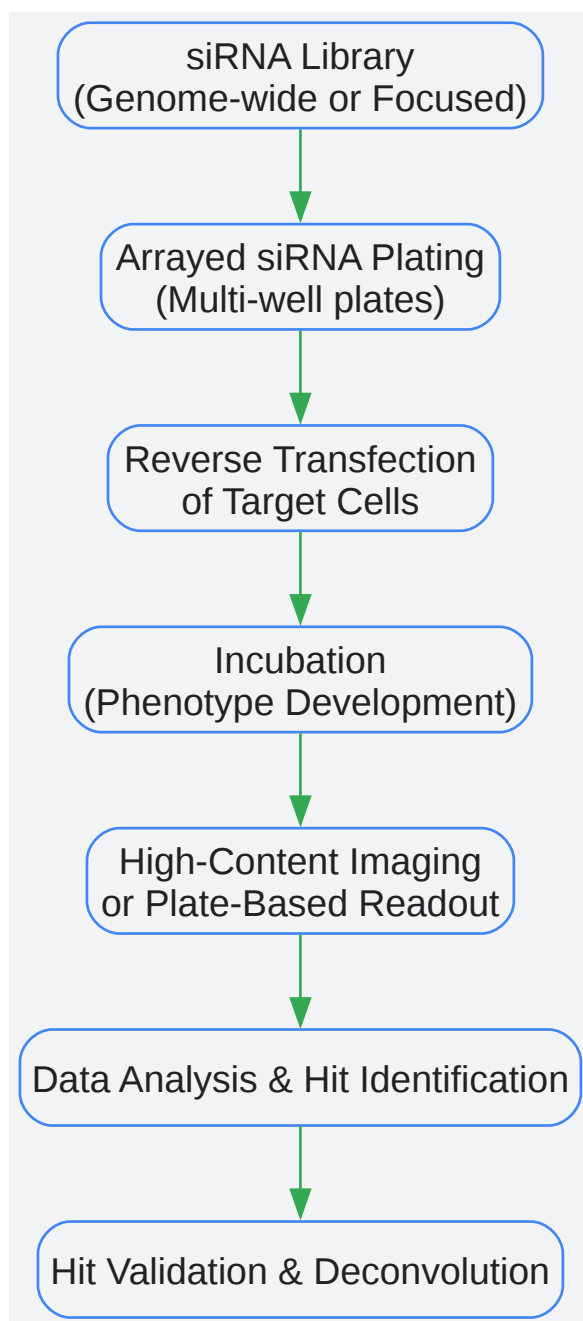 siRNA Library
(Genome-wide or Focused)
Arrayed siRNA Plating
(Multi-well plates)
Reverse Transfection
of Target Cells
Incubation
(Phenotype Development)
High-Content Imaging
or Plate-Based Readout
Data Analysis & Hit Identification
Hit Validation & Deconvolution